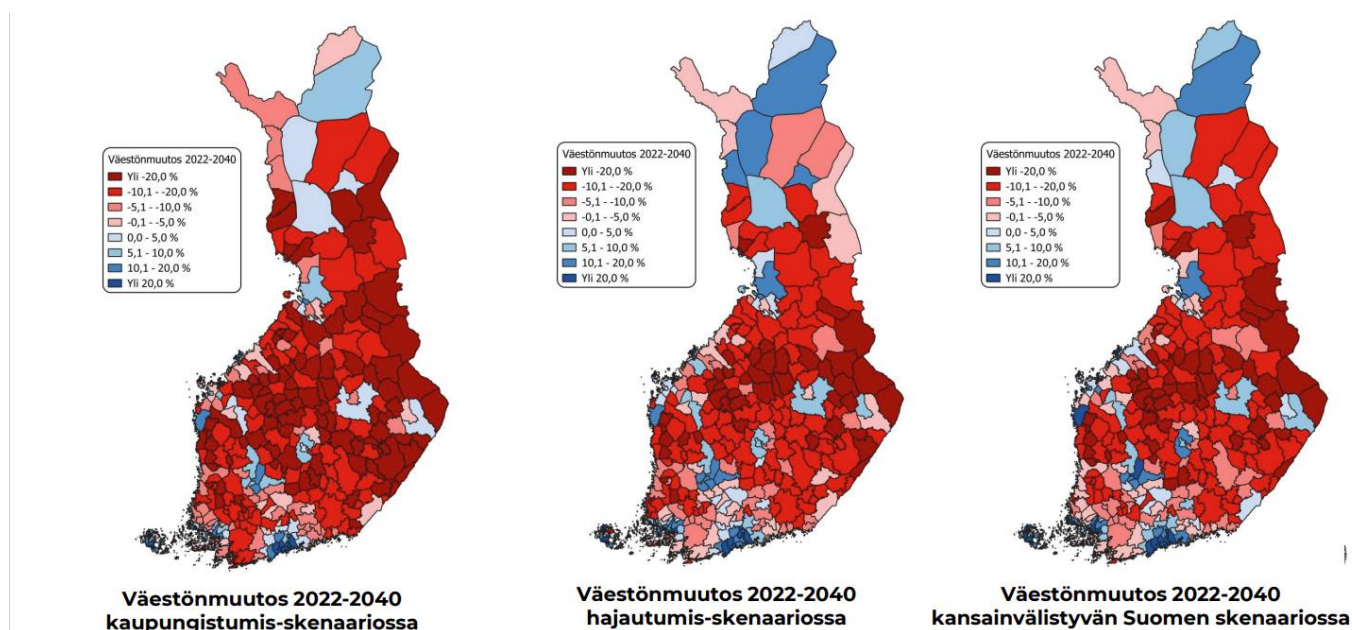 Väestönmuutos 2022-2040
Yli -20,0 %
-10,1 - -20,0 %
-5,1 - -10,0 %
-0,1 - -5,0 %
0,0 - 5,0 %
5,1 - 10,0 %
10,1 - 20,0 %
Yli 20,0 %
Väestönmuutos 2022-2040
kaupungistumis-skenaariossa
Väestönmuutos 2022-2040
Yli -20,0 %
-10,1 - -20,0 %
-5,1 - -10,0 %
-0,1 - -5,0 %
0,0 - 5,0 %
5,1 - 10,0 %
10,1 - 20,0 %
Yli 20,0 %
Väestönmuutos 2022-2040
hajautumis-skenaariossa
Väestönmuutos 2022-2040
Yli -20,0 %
-10,1 - -20,0 %
-5,1 - -10,0 %
-0,1 - -5,0 %
0,0 - 5,0 %
5,1 - 10,0 %
10,1 - 20,0 %
Yli 20,0 %
Väestönmuutos 2022-2040
kansainvälistyvän Suomen skenaariossa